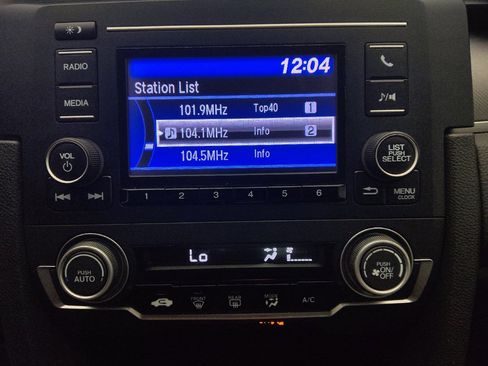 12:04
RADIO
Station List
MEDIA
101.9MHz Top40 1
104.1MHz Info 2
104.5MHz Info
VOL
LIST
PUSH
SELECT
1 2 3 4 5 6
MENU
CLOCK
Lo
PUSH
AUTO
PUSH
ON/
OFF
FRONT REAR MODE A/C